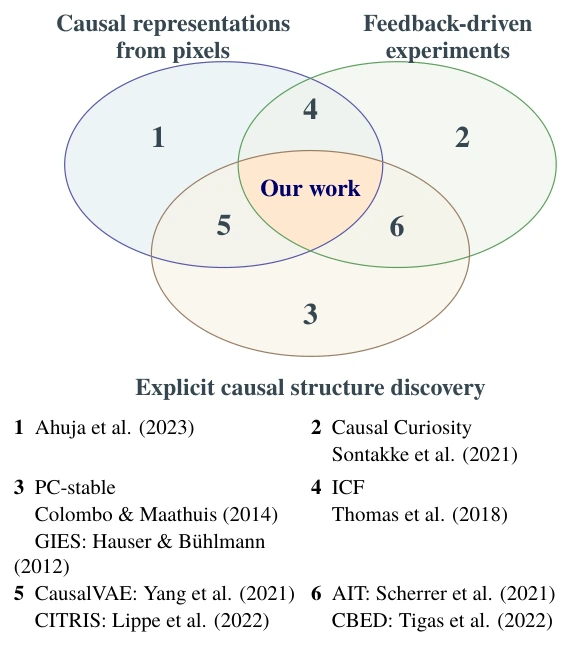 Causal representations
from pixels
Feedback-driven
experiments
4
1
2
Our work
5
6
3
Explicit causal structure discovery
1 Ahuja et al. (2023)
2 Causal Curiosity
Sontakke et al. (2021)
3 PC-stable
Colombo & Maathuis (2014)
GIES: Hauser & Bühlmann
(2012)
4 ICF
Thomas et al. (2018)
5 CausalVAE: Yang et al. (2021)
CITRIS: Lippe et al. (2022)
6 AIT: Scherrer et al. (2021)
CBED: Tigas et al. (2022)